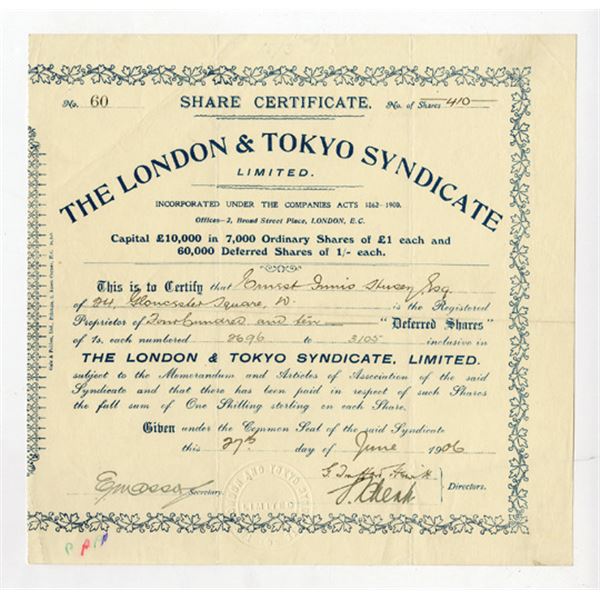 No. 60 SHARE CERTIFICATE. No. of Shares 410
THE LONDON & TOKYO SYNDICATE
LIMITED.
INCORPORATED UNDER THE COMPANIES ACTS 1862-1900.
Offices-2, Broad Street Place, LONDON, E.C.
Capital £10,000 in 7,000 Ordinary Shares of £1 each and
60,000 Deferred Shares of 1/- each.
This is to Certify that Ernest Innis Husey Esq
of 24, Gloucester Square, W. is the Registered
Proprietor of Four hundred and ten "Deferred Shares"
of 1s. each numbered 2696 to 3105 inclusive in
THE LONDON & TOKYO SYNDICATE, LIMITED.
subject to the Memorandum and Articles of Association of the said
Syndicate and that there has been paid in respect of such Shares
the full sum of One Shilling sterling on each Share.
Given under the Common Seal of the said Syndicate
this 27th day of June 1906
Secretary.
Directors.
LONDON AND TOKYO
LIMITED